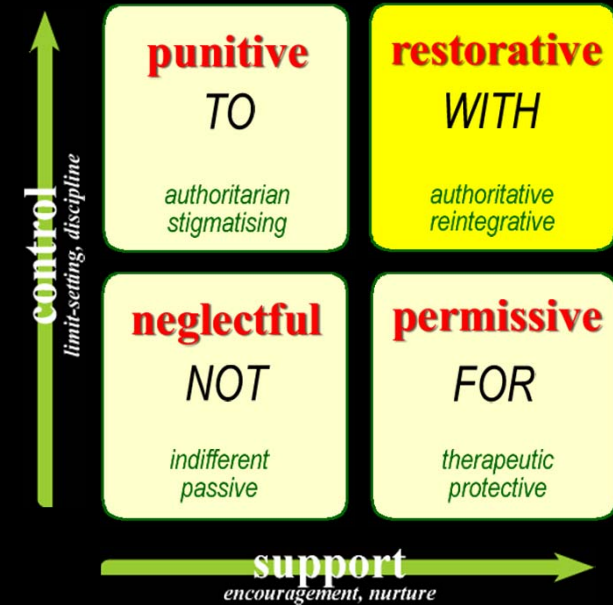 punitive
TO
authoritarian
stigmatising
restorative
WITH
authoritative
reintegrative
control
limit-setting, discipline
neglectful
NOT
indifferent
passive
permissive
FOR
therapeutic
protective
support
encouragement, nurture